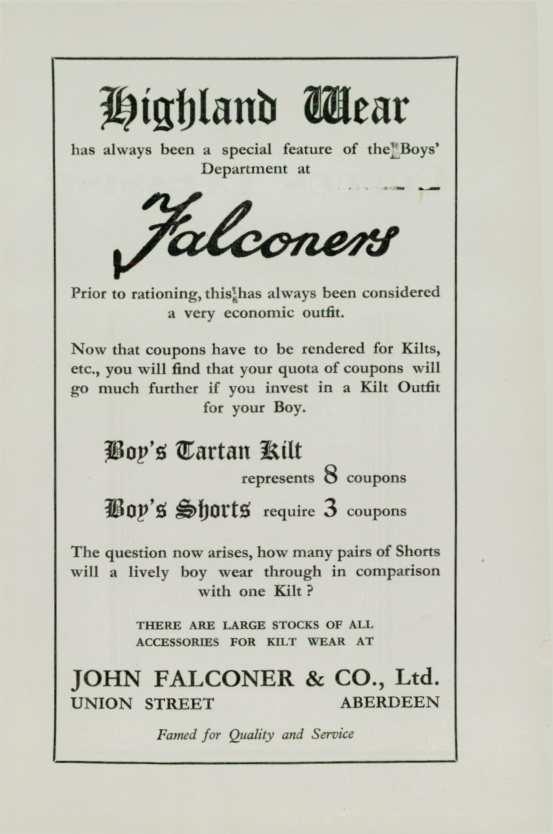 Highland Wear
has always been a special feature of the Boys'
Department at
Falconers
Prior to rationing, this has always been considered
a very economic outfit.
Now that coupons have to be rendered for Kilts,
etc., you will find that your quota of coupons will
go much further if you invest in a Kilt Outfit
for your Boy.
Boy's Tartan Kilt
represents 8 coupons
Boy's Shorts require 3 coupons
The question now arises, how many pairs of Shorts
will a lively boy wear through in comparison
with one Kilt ?
THERE ARE LARGE STOCKS OF ALL
ACCESSORIES FOR KILT WEAR AT
JOHN FALCONER & CO., Ltd.
UNION STREET ABERDEEN
Famed for Quality and Service